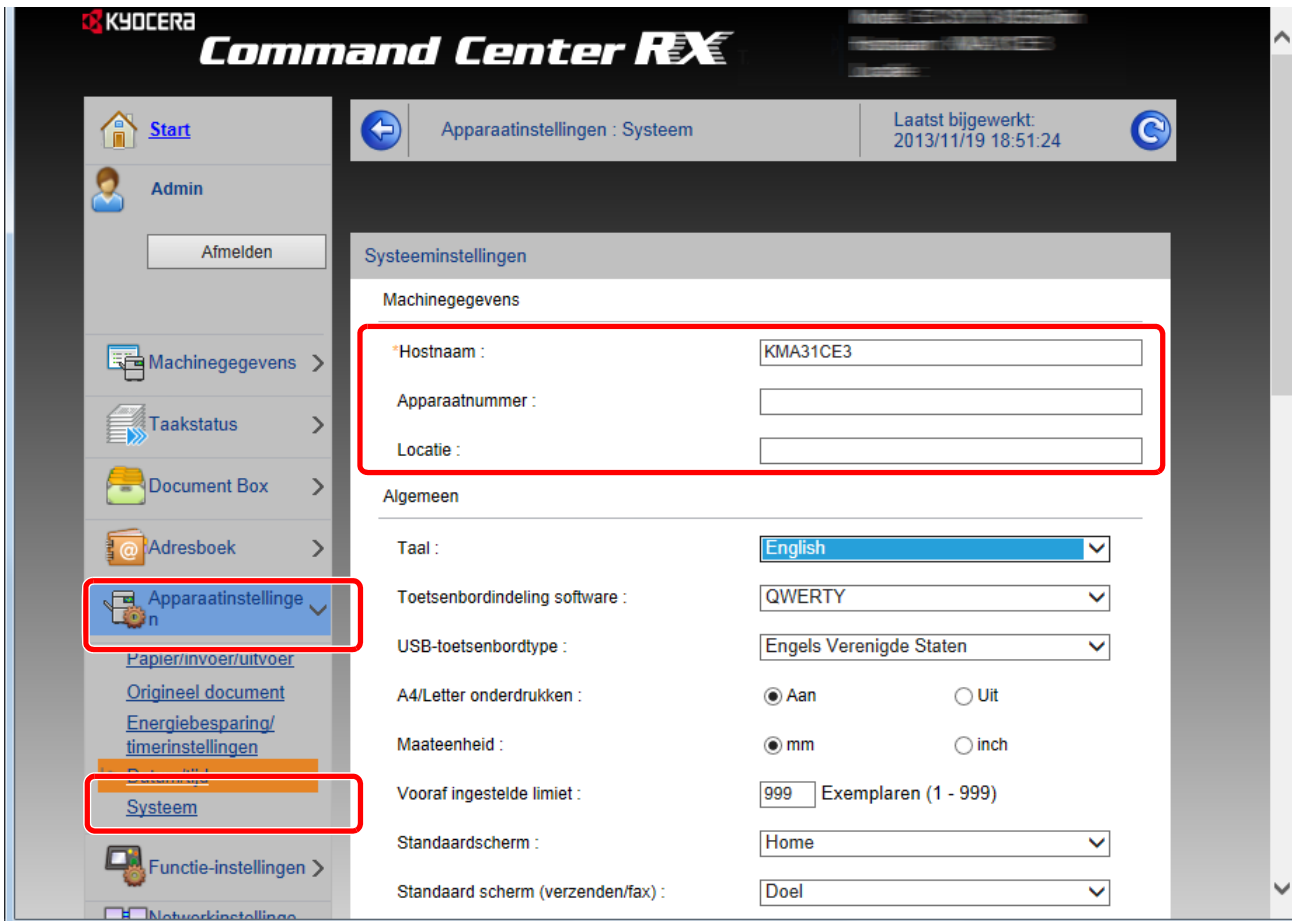 KYOCERA
Command Center RX
Start
Apparaatinstellingen : Systeem
Laatst bijgewerkt:
2013/11/19 18:51:24
Admin
Afmelden
Systeeminstellingen
Machinegegevens
*Hostnaam :
KMA31CE3
Apparaatnummer :
Locatie :
Algemeen
Taal :
English
Toetsenbordindeling software :
QWERTY
USB-toetsenbordtype :
Engels Verenigde Staten
A4/Letter onderdrukken :
Aan
Uit
Maateenheid :
mm
inch
Vooraf ingestelde limiet :
999 Exemplaren (1 - 999)
Standaardscherm :
Home
Standaard scherm (verzenden/fax) :
Doel
Machinegegevens
Taakstatus
Document Box
Adresboek
Apparaatinstellinge
n
Papier/invoer/uitvoer
Origineel document
Energiebesparing/
timerinstellingen
Datum/tijd
Systeem
Functie-instellingen